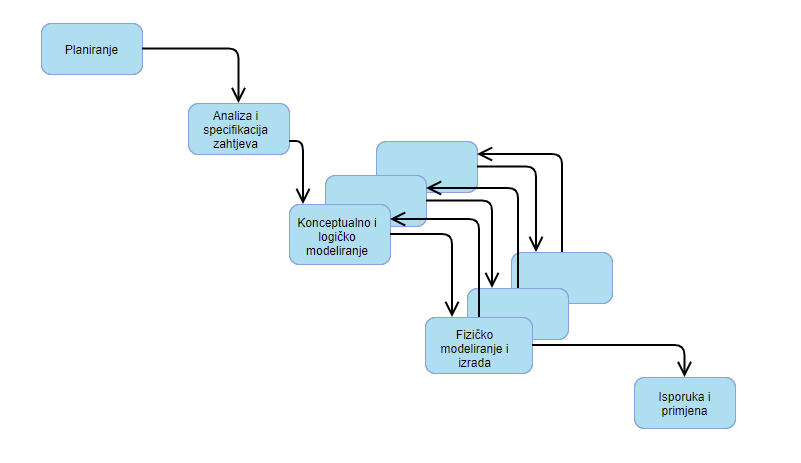 Planiranje
Analiza i
specifikacija
zahtjeva
Konceptualno i
logičko
modeliranje
Fizičko
modeliranje i
izrada
Isporuka i
primjena